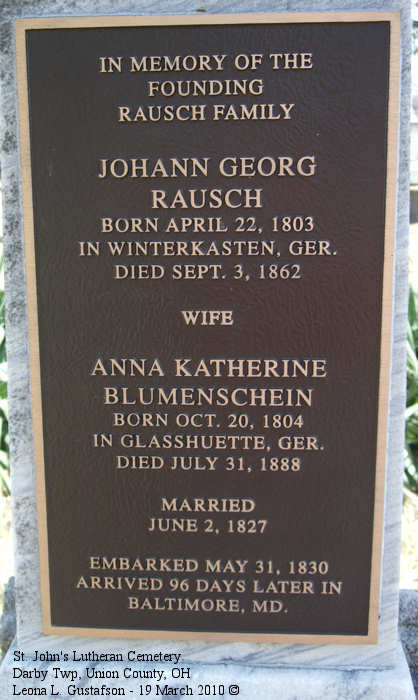 IN MEMORY OF THE
FOUNDING
RAUSCH FAMILY
JOHANN GEORG
RAUSCH
BORN APRIL 22, 1803
IN WINTERKASTEN, GER.
DIED SEPT. 3, 1862
WIFE
ANNA KATHERINE
BLUMENSCHEIN
BORN OCT. 20, 1804
IN GLASSHUETTE, GER.
DIED JULY 31, 1888
MARRIED
JUNE 2, 1827
EMBARKED MAY 31, 1830
ARRIVED 96 DAYS LATER IN
BALTIMORE, MD.
St. John's Lutheran Cemetery
Darby Twp, Union County, OH
Leona L. Gustafson - 19 March 2010 ©